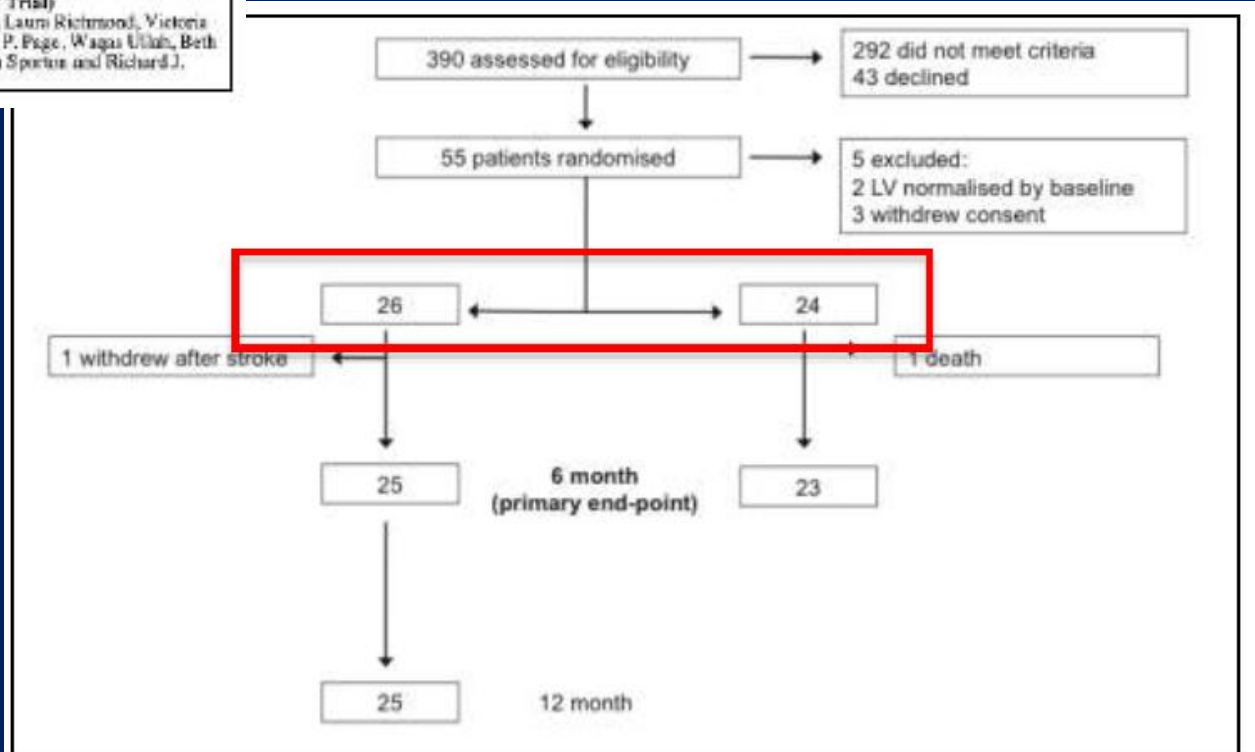 Trial)
Laura Richmond, Victoria
P. Page, Waqas Ullah, Beth
Sporton and Richard J.
390 assessed for eligibility
292 did not meet criteria
43 declined
55 patients randomised
5 excluded:
2 LV normalised by baseline
3 withdrew consent
26
24
1 withdrew after stroke
1 death
25
6 month
(primary end-point)
23
25
12 month